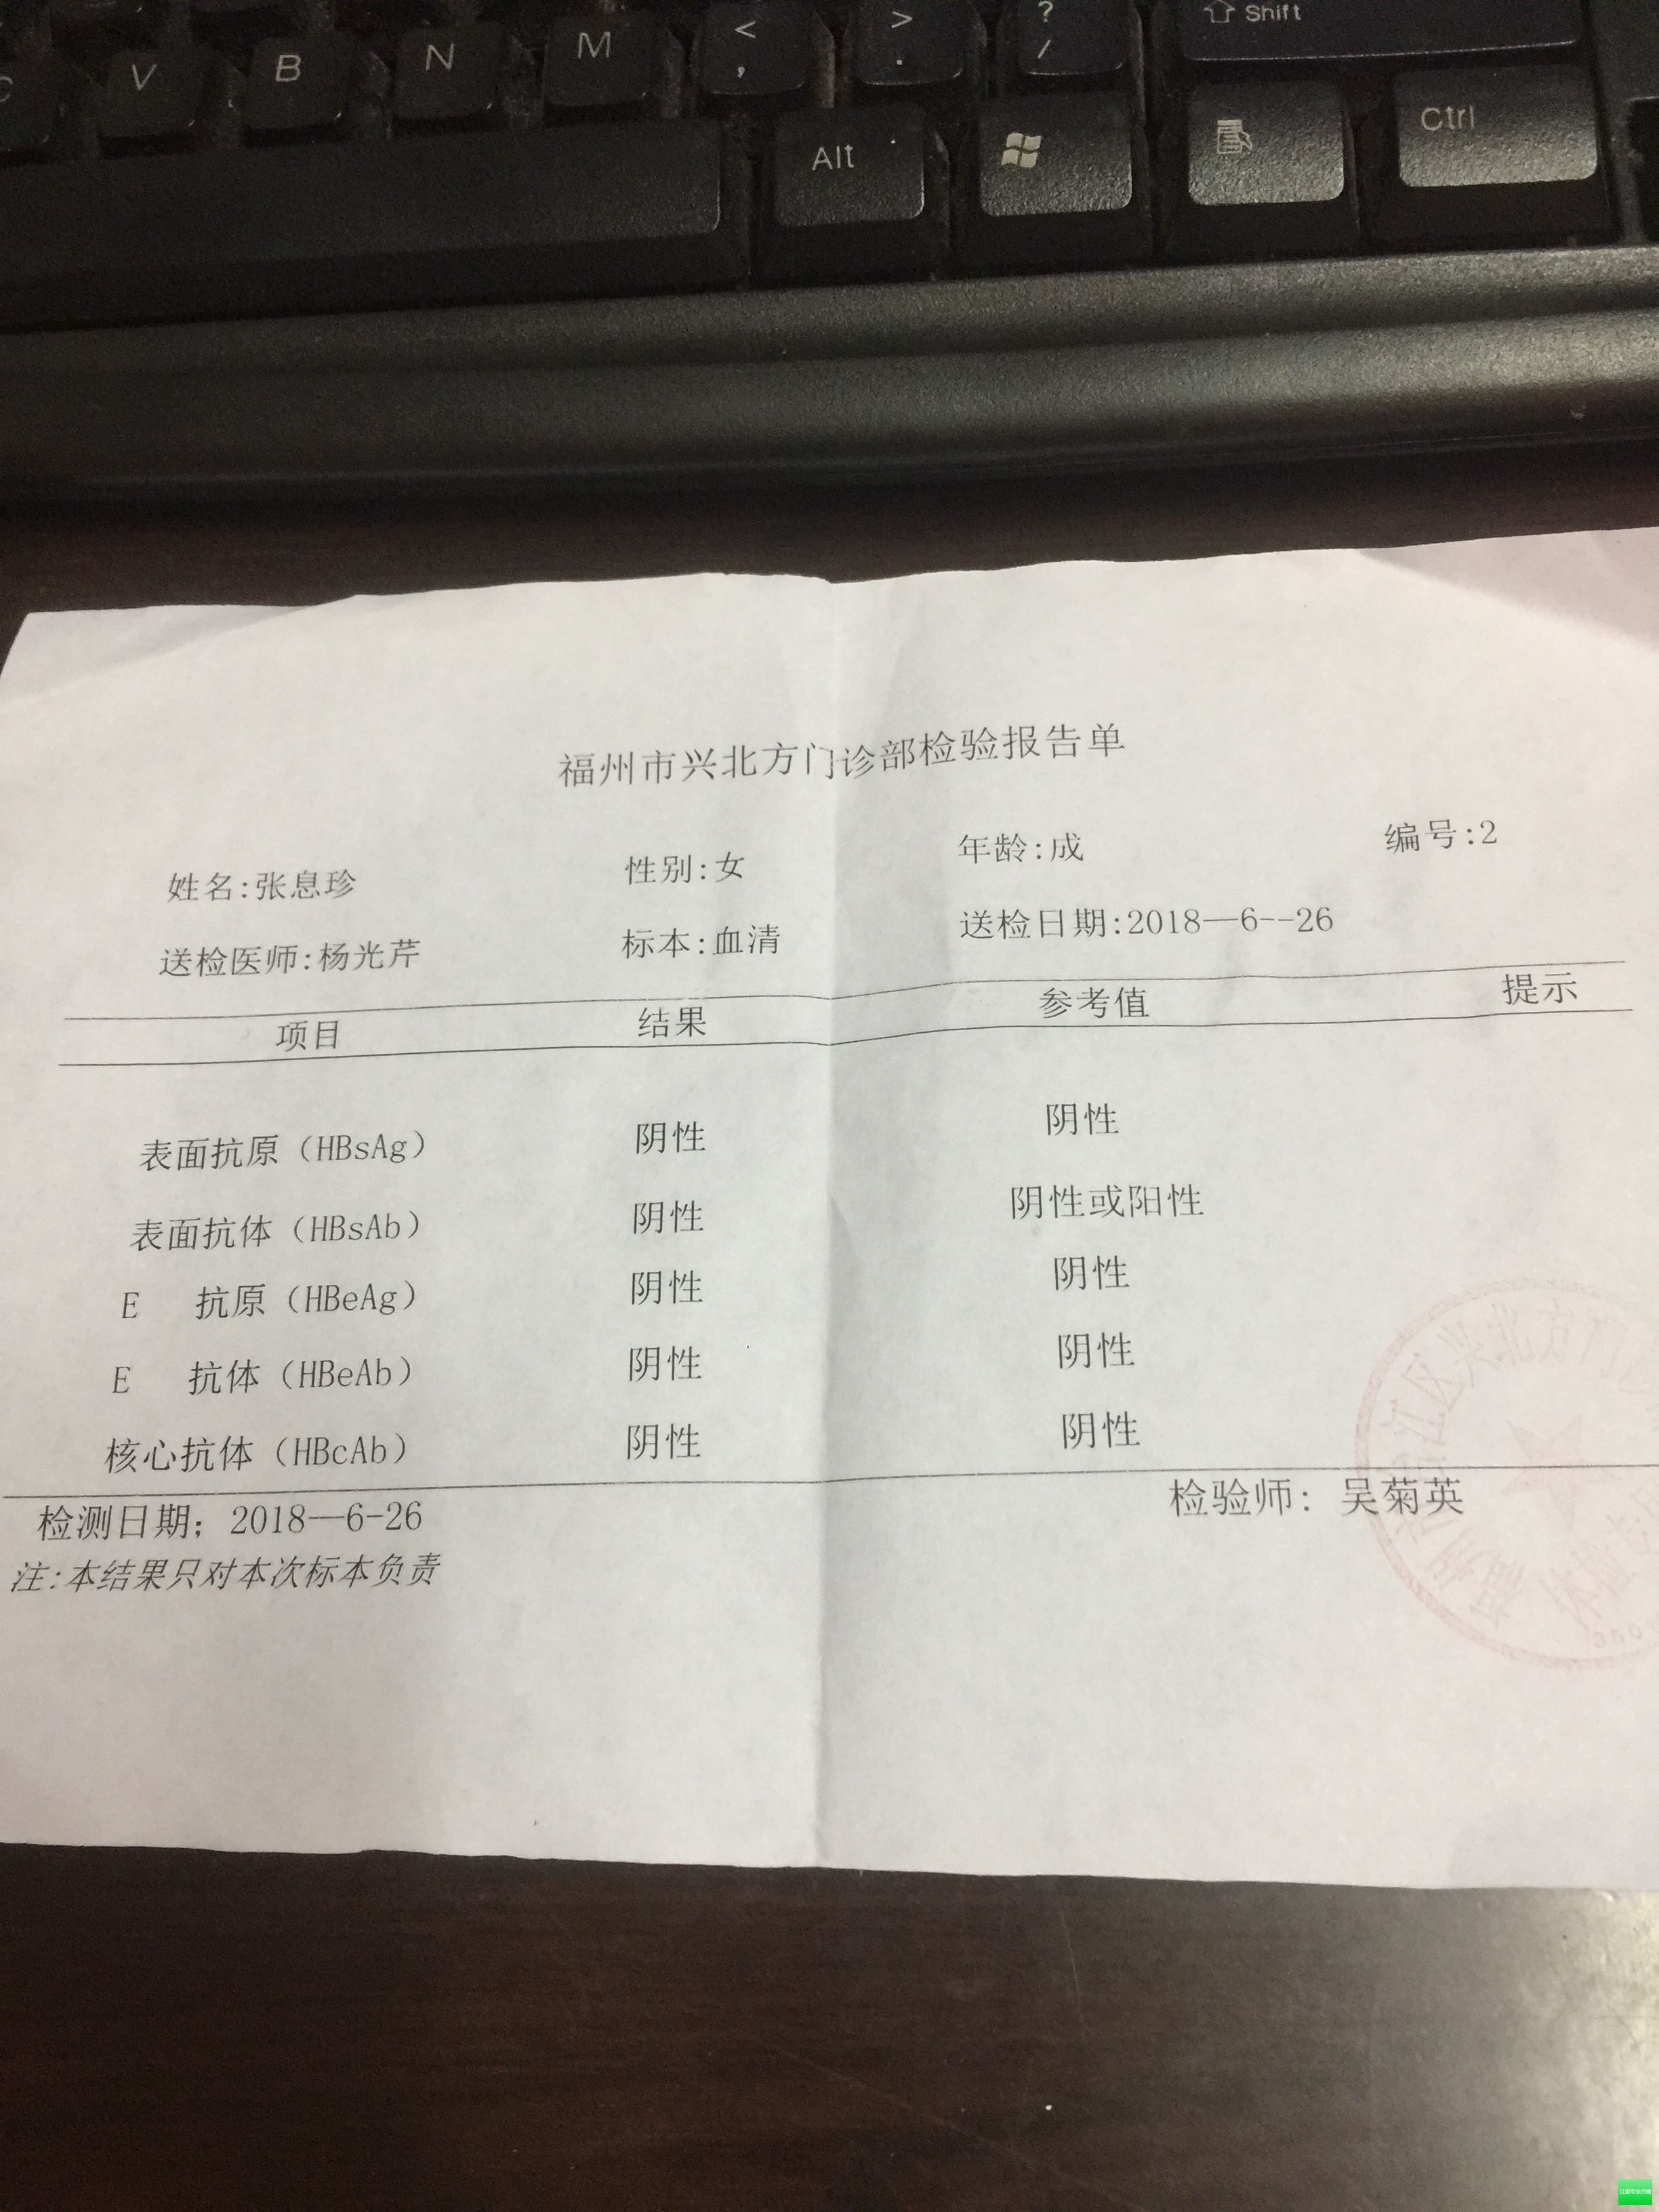 C V B N M < , > . ? / Shift
Alt Ctrl
福州市兴北方门诊部检验报告单
姓名:张息珍 性别:女 年龄:成 编号:2
送检医师:杨光芹 标本:血清 送检日期:2018—6--26
项目 结果 参考值 提示
表面抗原（HBsAg） 阴性 阴性
表面抗体（HBsAb） 阴性 阴性或阳性
E 抗原（HBeAg） 阴性 阴性
E 抗体（HBeAb） 阴性 阴性
核心抗体（HBcAb） 阴性 阴性
检测日期；2018—6-26 检验师: 吴菊英
注:本结果只对本次标本负责
江区兴北方门